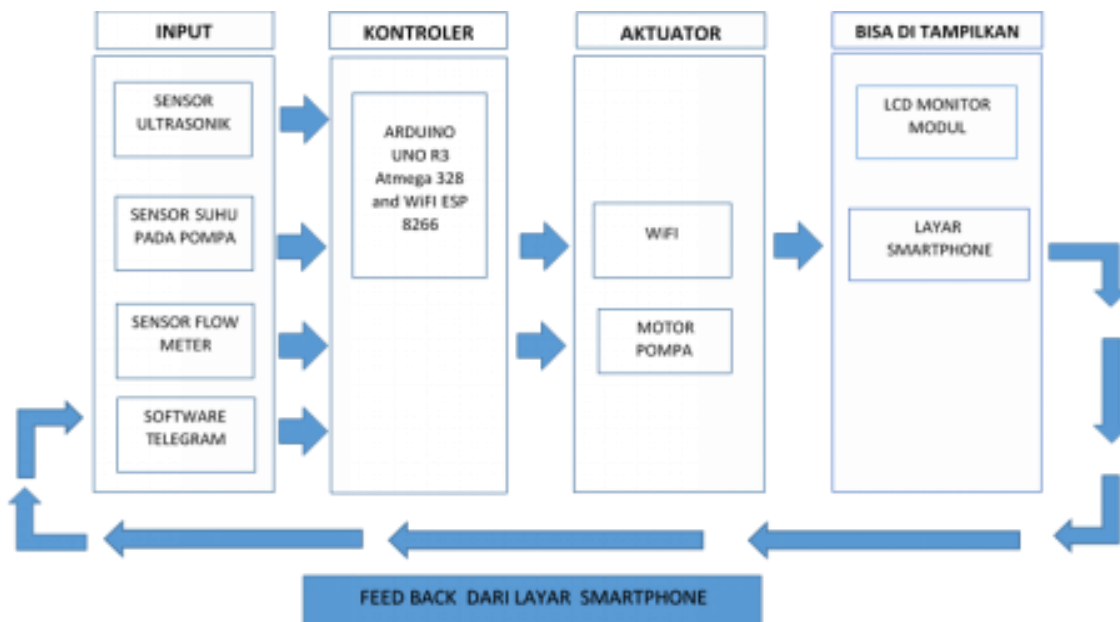 INPUT
KONTROLER
AKTUATOR
BISA DI TAMPILKAN
SENSOR
ULTRASONIK
SENSOR SUHU
PADA POMPA
SENSOR FLOW
METER
SOFTWARE
TELEGRAM
ARDUINO
UNO R3
Atmega 328
and WiFI ESP
8266
WiFI
MOTOR
POMPA
LCD MONITOR
MODUL
LAYAR
SMARTPHONE
FEED BACK DARI LAYAR SMARTPHONE